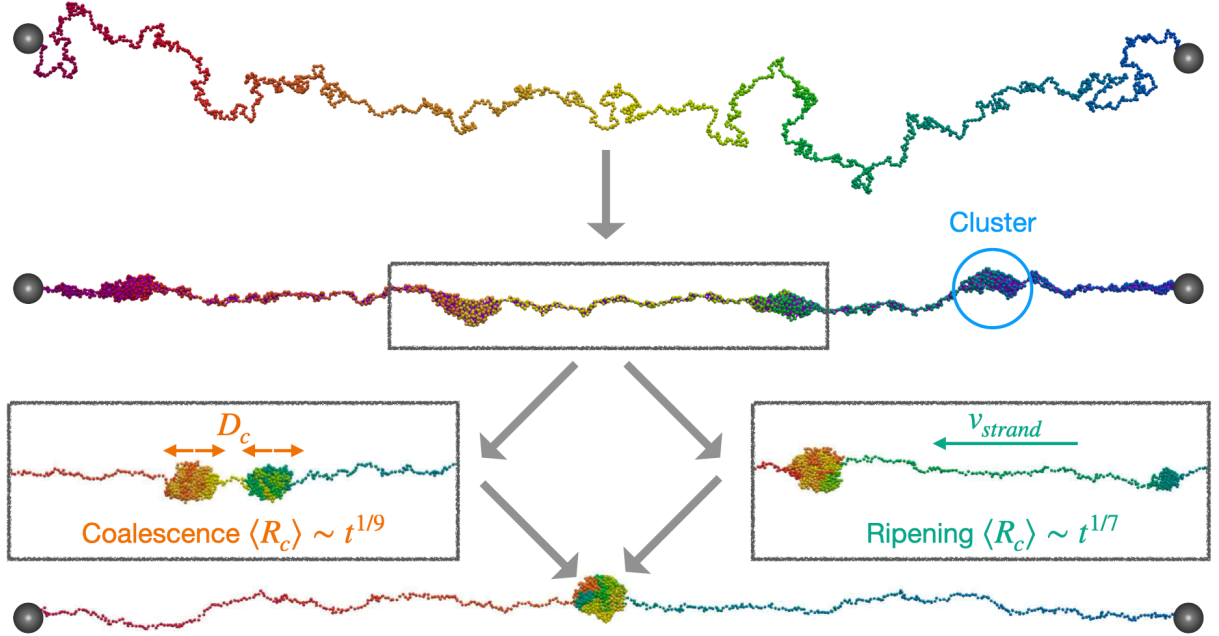 Cluster
D_c
v_strand
Coalescence ⟨R_c⟩ ∼ t^{1/9}
Ripening ⟨R_c⟩ ∼ t^{1/7}